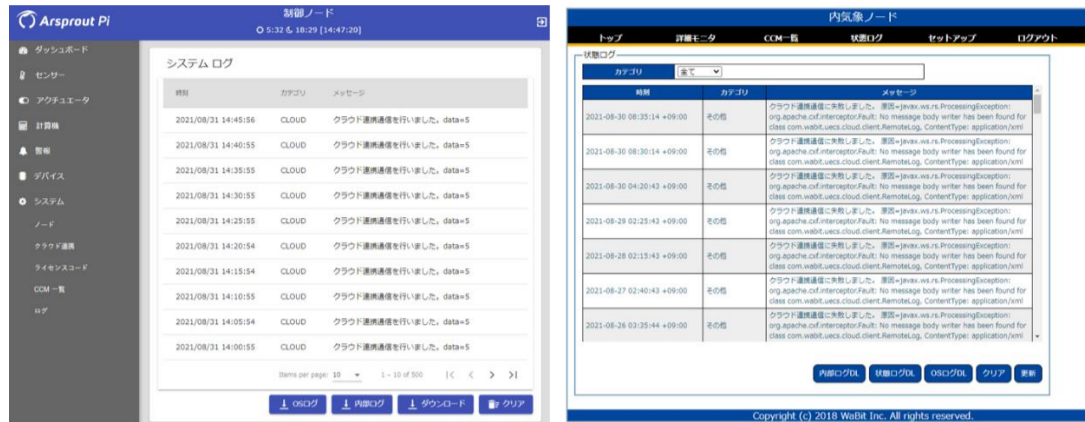 Arsprout Pi
制御ノード
5:32 18:29 [14:47:20]
ダッシュボード
センサー
アクチュエータ
計算機
警報
デバイス
システム
ノード
クラウド連携
ライセンスコード
CCM 一覧
ログ
システム ログ
時刻 カテゴリ メッセージ
2021/08/31 14:45:56 CLOUD クラウド連携通信を行いました。data=5
2021/08/31 14:40:55 CLOUD クラウド連携通信を行いました。data=5
2021/08/31 14:35:55 CLOUD クラウド連携通信を行いました。data=5
2021/08/31 14:30:55 CLOUD クラウド連携通信を行いました。data=5
2021/08/31 14:25:55 CLOUD クラウド連携通信を行いました。data=5
2021/08/31 14:20:54 CLOUD クラウド連携通信を行いました。data=5
2021/08/31 14:15:54 CLOUD クラウド連携通信を行いました。data=5
2021/08/31 14:10:55 CLOUD クラウド連携通信を行いました。data=5
2021/08/31 14:05:54 CLOUD クラウド連携通信を行いました。data=5
2021/08/31 14:00:55 CLOUD クラウド連携通信を行いました。data=5
Items per page: 10 1 – 10 of 500
OSログ 内部ログ ダウンロード クリア
内気象ノード
トップ 詳細モニタ CCM一覧 状態ログ セットアップ ログアウト
状態ログ
カテゴリ 全て
時刻 カテゴリ メッセージ
2021-08-30 08:35:14 +09:00 その他 クラウド連携通信に失敗しました。 原因=javax.ws.rs.ProcessingException:
org.apache.cxf.interceptor.Fault: No message body writer has been found for
class com.wabit.uecs.cloud.client.RemoteLog, ContentType: application/xml
2021-08-30 08:30:14 +09:00 その他 クラウド連携通信に失敗しました。 原因=javax.ws.rs.ProcessingException:
org.apache.cxf.interceptor.Fault: No message body writer has been found for
class com.wabit.uecs.cloud.client.RemoteLog, ContentType: application/xml
2021-08-30 04:20:43 +09:00 その他 クラウド連携通信に失敗しました。 原因=javax.ws.rs.ProcessingException:
org.apache.cxf.interceptor.Fault: No message body writer has been found for
class com.wabit.uecs.cloud.client.RemoteLog, ContentType: application/xml
2021-08-29 02:25:43 +09:00 その他 クラウド連携通信に失敗しました。 原因=javax.ws.rs.ProcessingException:
org.apache.cxf.interceptor.Fault: No message body writer has been found for
class com.wabit.uecs.cloud.client.RemoteLog, ContentType: application/xml
2021-08-28 02:15:43 +09:00 その他 クラウド連携通信に失敗しました。 原因=javax.ws.rs.ProcessingException:
org.apache.cxf.interceptor.Fault: No message body writer has been found for
class com.wabit.uecs.cloud.client.RemoteLog, ContentType: application/xml
2021-08-27 02:40:43 +09:00 その他 クラウド連携通信に失敗しました。 原因=javax.ws.rs.ProcessingException:
org.apache.cxf.interceptor.Fault: No message body writer has been found for
class com.wabit.uecs.cloud.client.RemoteLog, ContentType: application/xml
2021-08-26 03:35:44 +09:00 その他 クラウド連携通信に失敗しました。 原因=javax.ws.rs.ProcessingException:
org.apache.cxf.interceptor.Fault: No message body writer has been found for
class com.wabit.uecs.cloud.client.RemoteLog, ContentType: application/xml
内部ログDL 状態ログDL OSログDL クリア 更新
Copyright (c) 2018 WaBit Inc. All rights reserved.